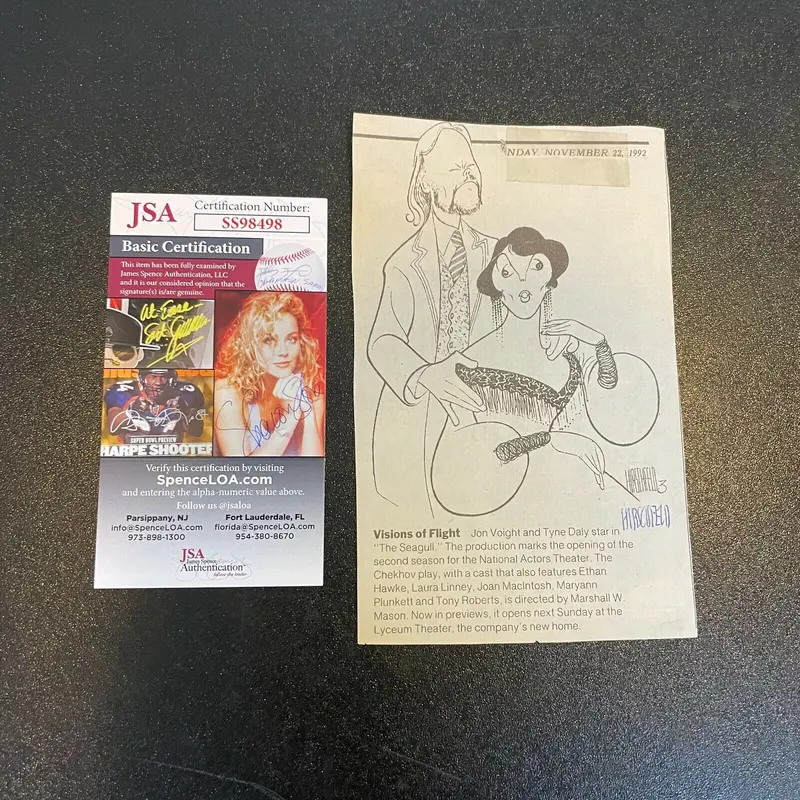 JSA
Certification Number:
SS98498
Basic Certification
This item has been fully examined by
James Spence Authentication, LLC
and it is our considered opinion that the
signature(s) is/are genuine.
SUPER BOWL PREVIEW
HARPE SHOOTER
Verify this certification by visiting
SpenceLOA.com
and entering the alpha-numeric value above.
Follow us @jsaloa
Parsippany, NJ
info@SpenceLOA.com
973-898-1300
Fort Lauderdale, FL
florida@SpenceLOA.com
954-380-8670
JSA
James Spence
Authentication
NDAY, NOVEMBER 22, 1992
HIRSCHFELD 3
HIRSCHFELD
Visions of Flight Jon Voight and Tyne Daly star in
"The Seagull." The production marks the opening of the
second season for the National Actors Theater. The
Chekhov play, with a cast that also features Ethan
Hawke, Laura Linney, Joan MacIntosh, Maryann
Plunkett and Tony Roberts, is directed by Marshall W.
Mason. Now in previews, it opens next Sunday at the
Lyceum Theater, the company's new home.